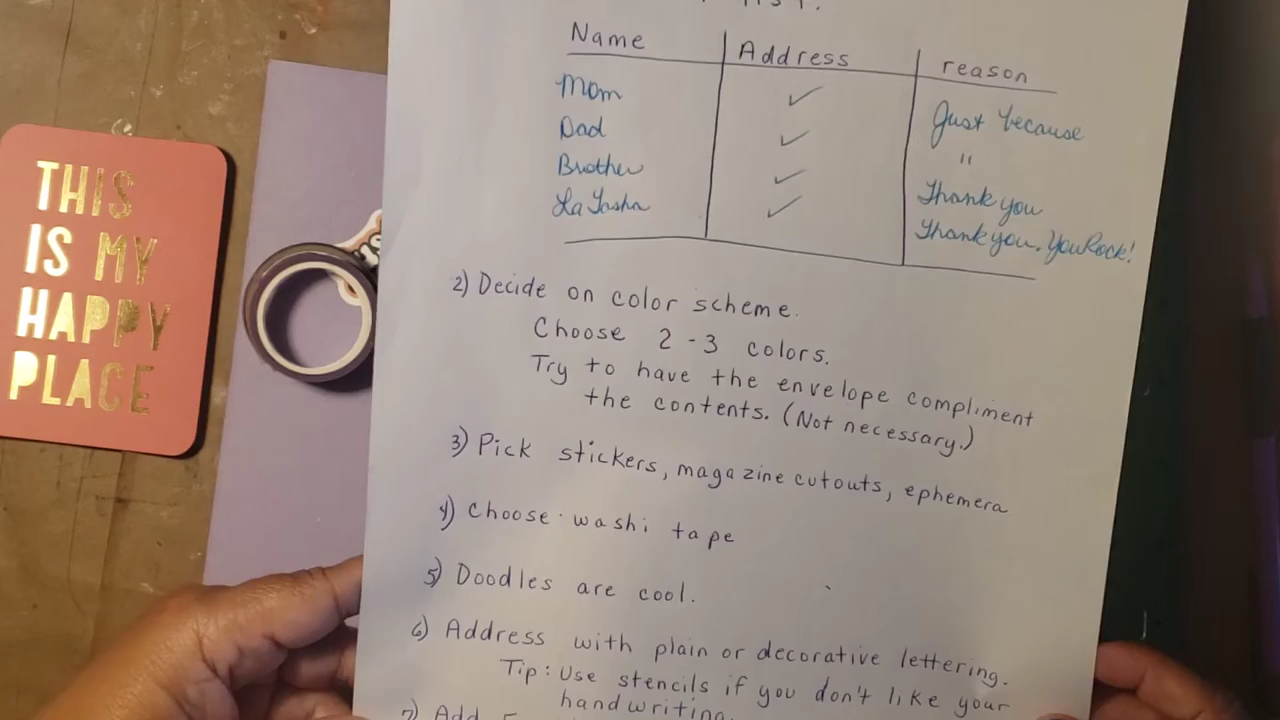 THIS
IS MY
HAPPY
PLACE
Name Address reason
Mom ✓ Just because
Dad ✓ "
Brother ✓ Thank you
LaTasha ✓ Thank you. You Rock!
2) Decide on color scheme.
Choose 2-3 colors.
Try to have the envelope compliment
the contents. (Not necessary.)
3) Pick stickers, magazine cutouts, ephemera
4) Choose washi tape
5) Doodles are cool.
6) Address with plain or decorative lettering.
Tip: Use stencils if you don't like your
handwriting.
7) Add